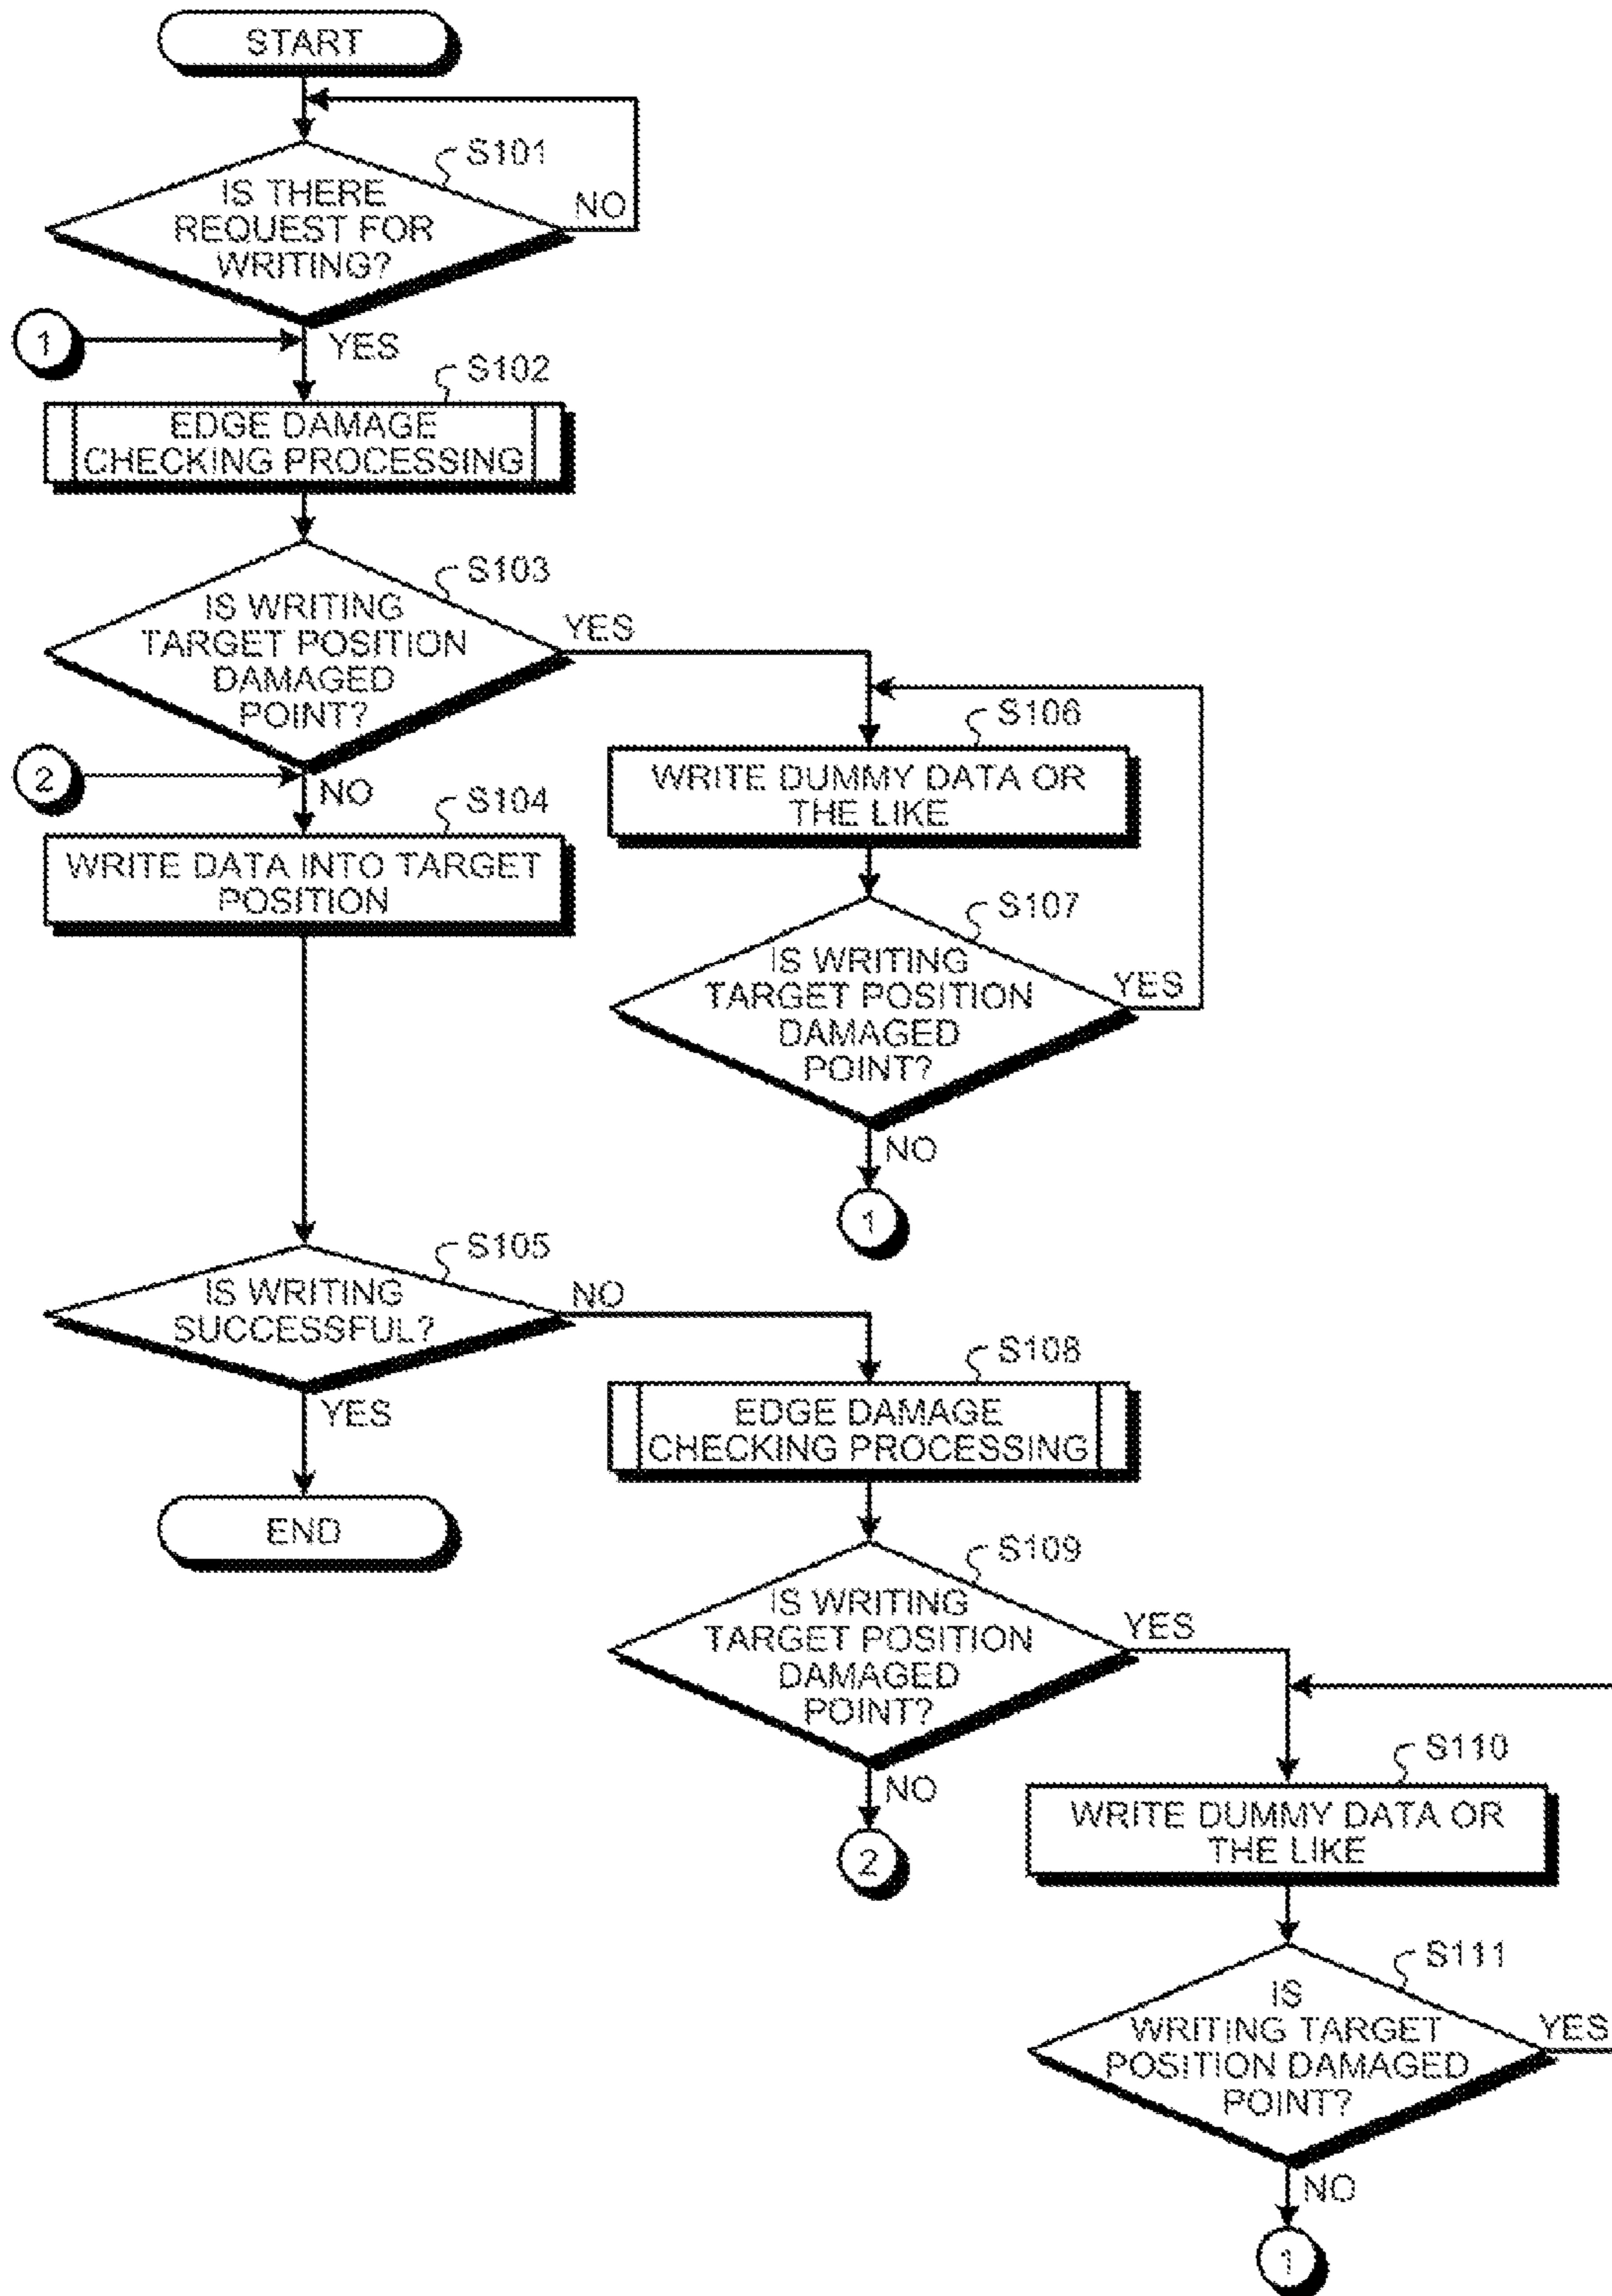 START
S101
IS THERE
REQUEST FOR
WRITING?
NO
1
YES
S102
EDGE DAMAGE
CHECKING PROCESSING
S103
IS WRITING
TARGET POSITION
DAMAGED
POINT?
YES
2
NO
S104
WRITE DATA INTO TARGET
POSITION
S106
WRITE DUMMY DATA OR
THE LIKE
S107
IS WRITING
TARGET POSITION
DAMAGED
POINT?
YES
NO
1
S105
IS WRITING
SUCCESSFUL?
NO
YES
END
S108
EDGE DAMAGE
CHECKING PROCESSING
S109
IS WRITING
TARGET POSITION
DAMAGED
POINT?
YES
NO
2
S110
WRITE DUMMY DATA OR
THE LIKE
S111
IS
WRITING TARGET
POSITION DAMAGED
POINT?
YES
NO
1